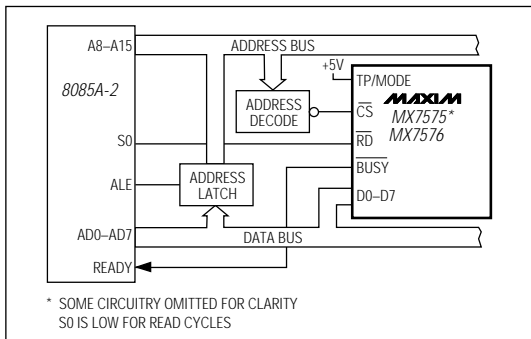 A8–A15
ADDRESS BUS
+5V
TP/MODE
8085A-2
ADDRESS
DECODE
CS
MAXIM
MX7575*
MX7576
S0
RD
ALE
ADDRESS
LATCH
BUSY
D0–D7
AD0–AD7
DATA BUS
READY
* SOME CIRCUITRY OMITTED FOR CLARITY
S0 IS LOW FOR READ CYCLES